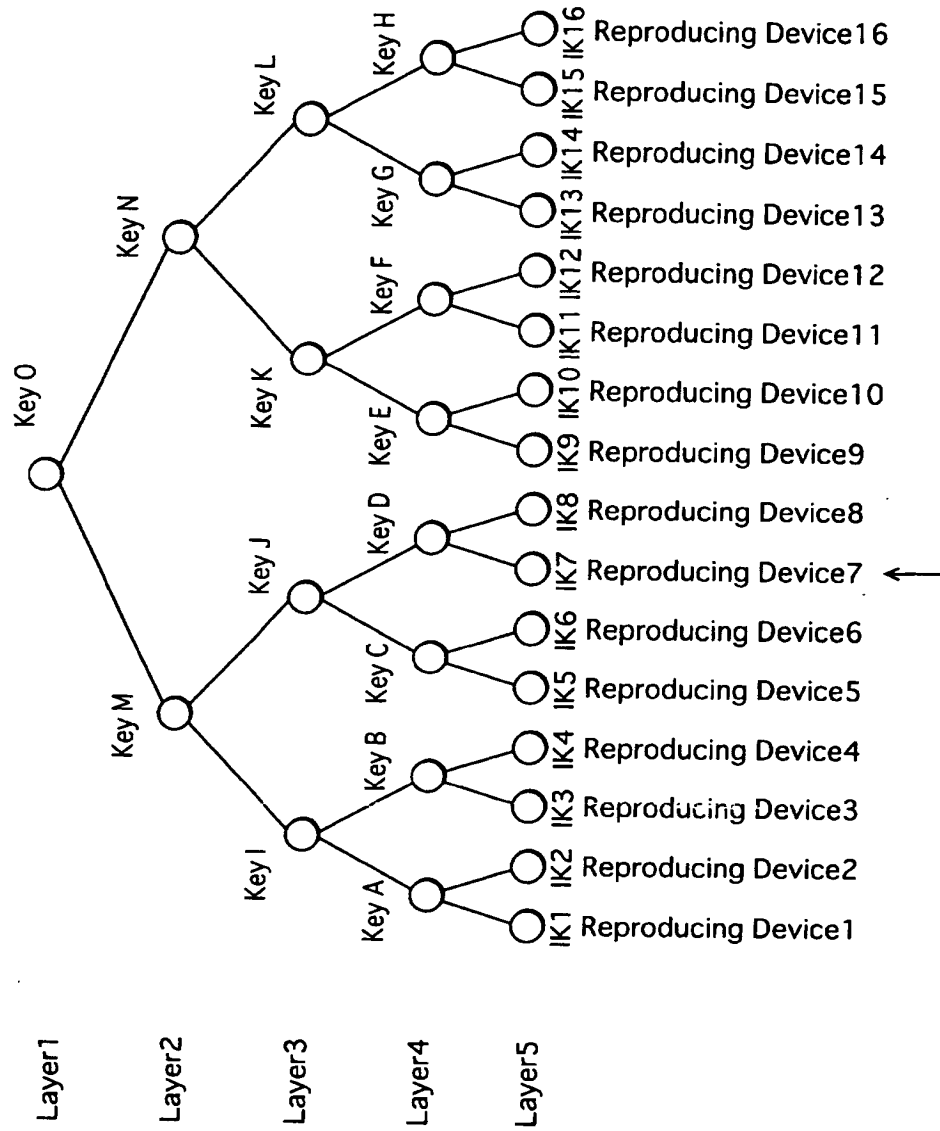 Key O
Key M
Key N
Key I
Key J
Key K
Key L
Key A
Key B
Key C
Key D
Key E
Key F
Key G
Key H
IK1
IK2
IK3
IK4
IK5
IK6
IK7
IK8
IK9
IK10
IK11
IK12
IK13
IK14
IK15
IK16
Reproducing Device1
Reproducing Device2
Reproducing Device3
Reproducing Device4
Reproducing Device5
Reproducing Device6
Reproducing Device7
Reproducing Device8
Reproducing Device9
Reproducing Device10
Reproducing Device11
Reproducing Device12
Reproducing Device13
Reproducing Device14
Reproducing Device15
Reproducing Device16
Layer1
Layer2
Layer3
Layer4
Layer5